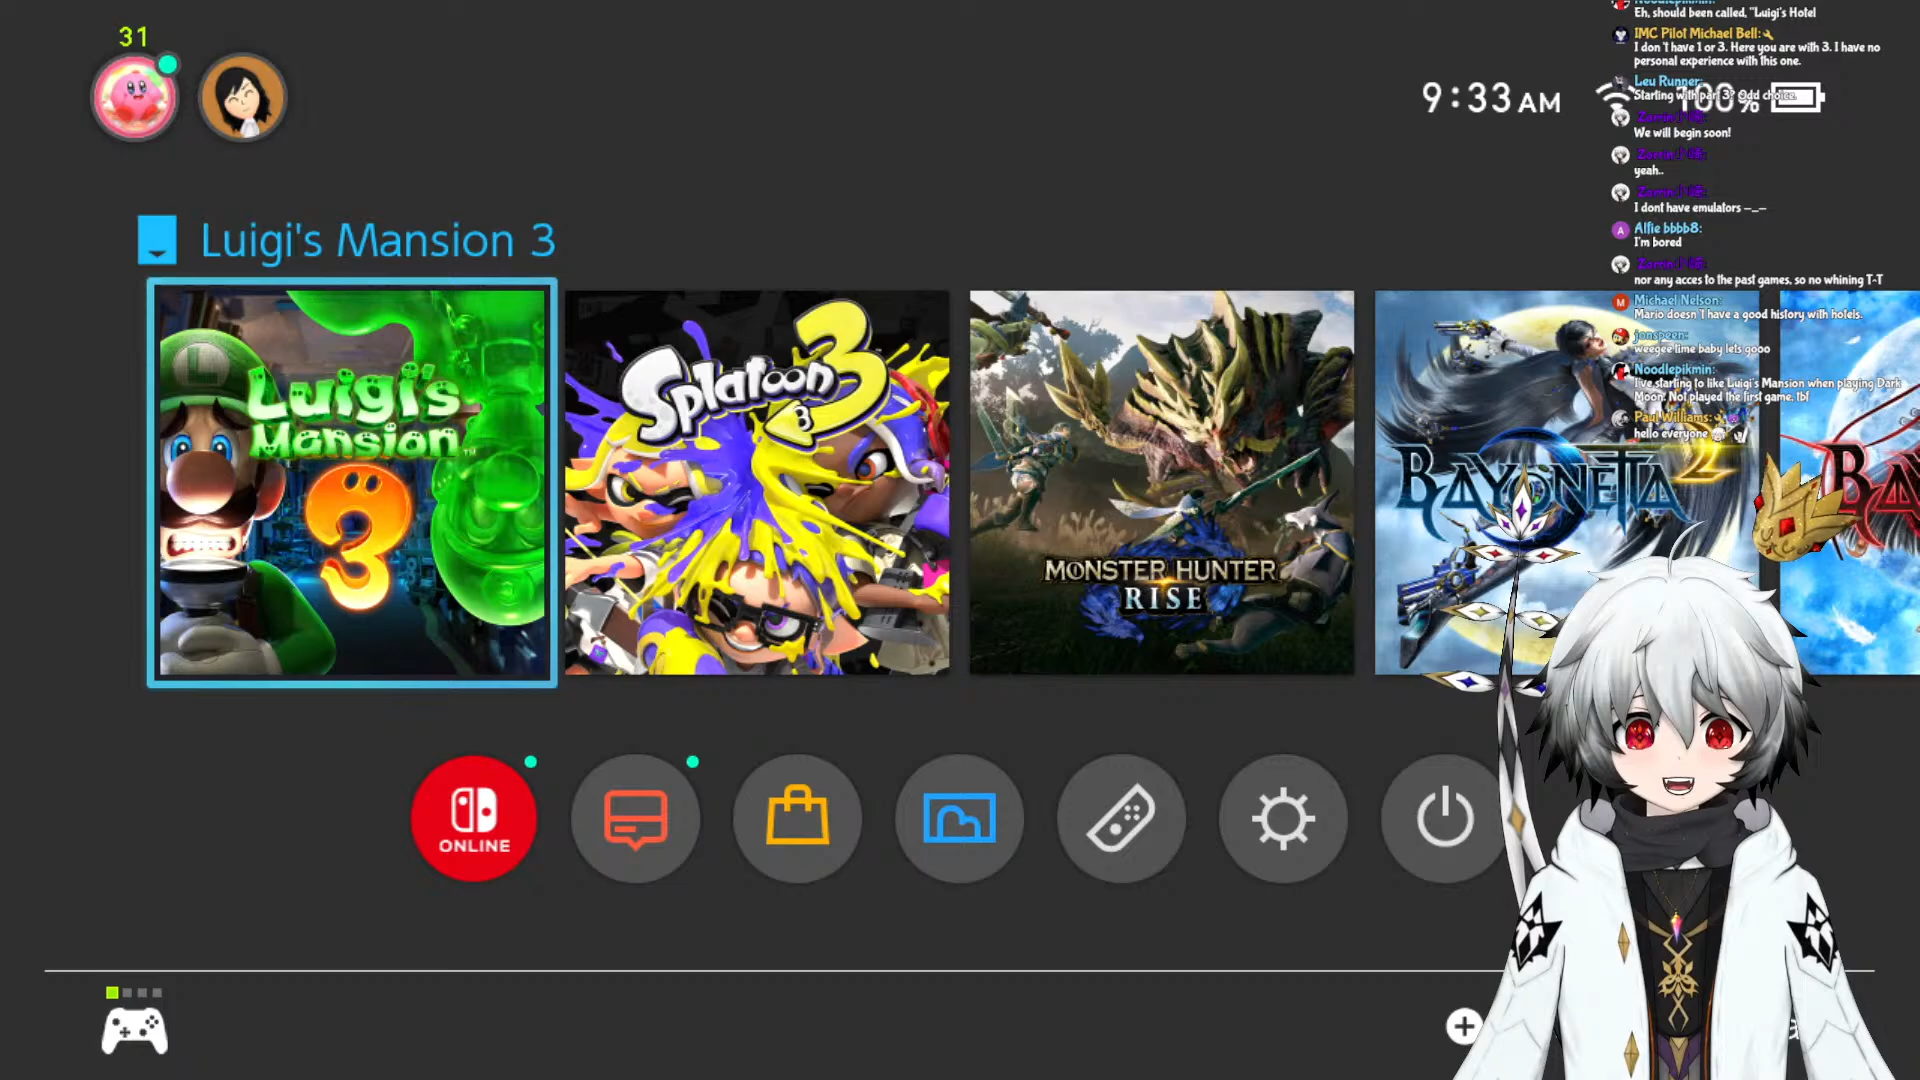 31
9:33 AM
100%
Luigi's Mansion 3
Luigi's
Mansion
3
L
Splatoon
3
MONSTER HUNTER
RISE
BAYONETTA
2
ONLINE
Eh, should been called, "Luigi's Hotel
IMC Pilot Michael Bell:
I don't have 1 or 3. Here you are with 3. I have no
personal experience with this one.
Leu Runner:
Starting with part 3? Odd choice.
We will begin soon!
yeah..
I dont have emulators -_-
A
Alfie bbbb8:
I'm bored
nor any acces to the past games, so no whining T-T
M
Michael Nelson:
Mario doesn't have a good history with hotels.
jonspeen:
weegee time baby lets gooo
Noodlepikmin:
I've starting to like Luigi's Mansion when playing Dark
Moon. Not played the first game, tbf
Paul Williams:
hello everyone